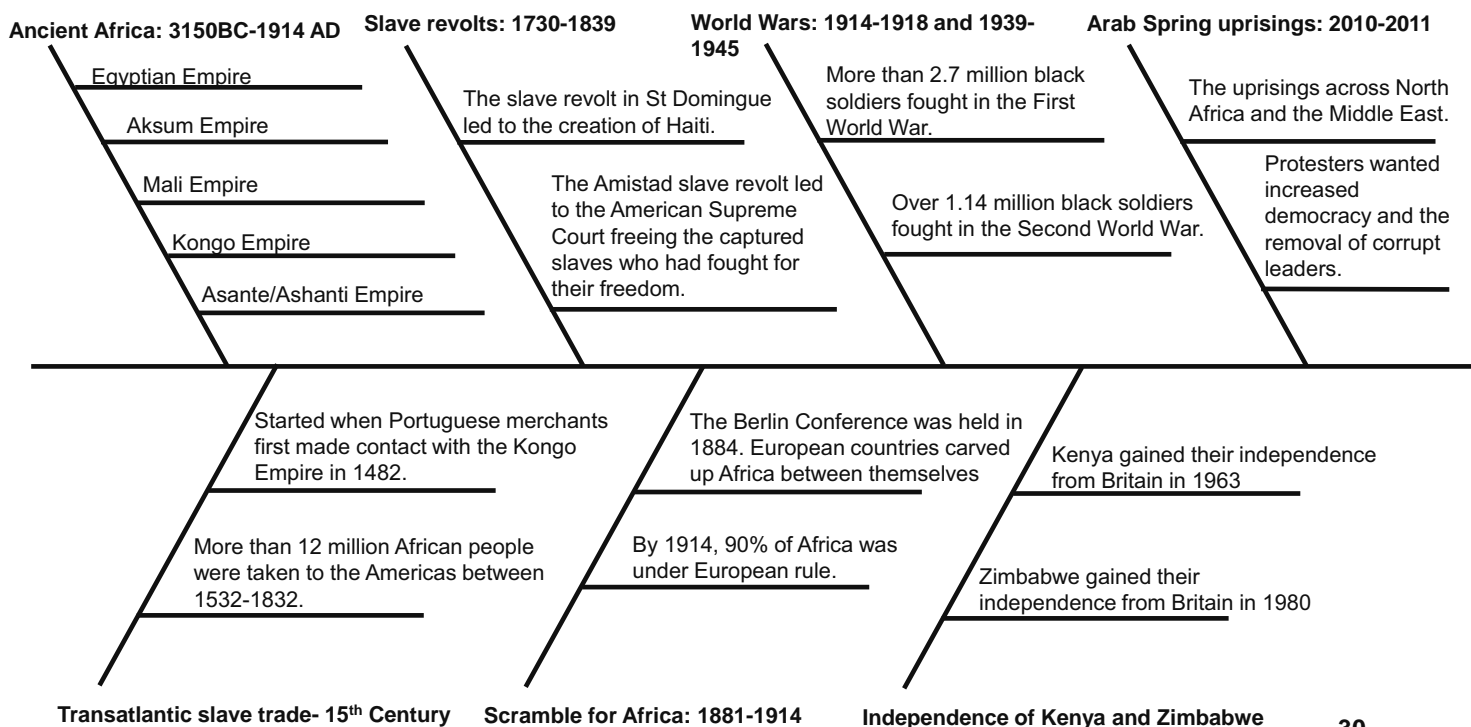 Ancient Africa: 3150BC-1914 AD
Egyptian Empire
Aksum Empire
Mali Empire
Kongo Empire
Asante/Ashanti Empire
Slave revolts: 1730-1839
The slave revolt in St Domingue
led to the creation of Haiti.
The Amistad slave revolt led
to the American Supreme
Court freeing the captured
slaves who had fought for
their freedom.
World Wars: 1914-1918 and 1939-
1945
More than 2.7 million black
soldiers fought in the First
World War.
Over 1.14 million black soldiers
fought in the Second World War.
Arab Spring uprisings: 2010-2011
The uprisings across North
Africa and the Middle East.
Protesters wanted
increased
democracy and the
removal of corrupt
leaders.
Started when Portuguese merchants
first made contact with the Kongo
Empire in 1482.
More than 12 million African people
were taken to the Americas between
1532-1832.
Transatlantic slave trade- 15th Century
The Berlin Conference was held in
1884. European countries carved
up Africa between themselves
By 1914, 90% of Africa was
under European rule.
Scramble for Africa: 1881-1914
Kenya gained their independence
from Britain in 1963
Zimbabwe gained their
independence from Britain in 1980
Independence of Kenya and Zimbabwe
30